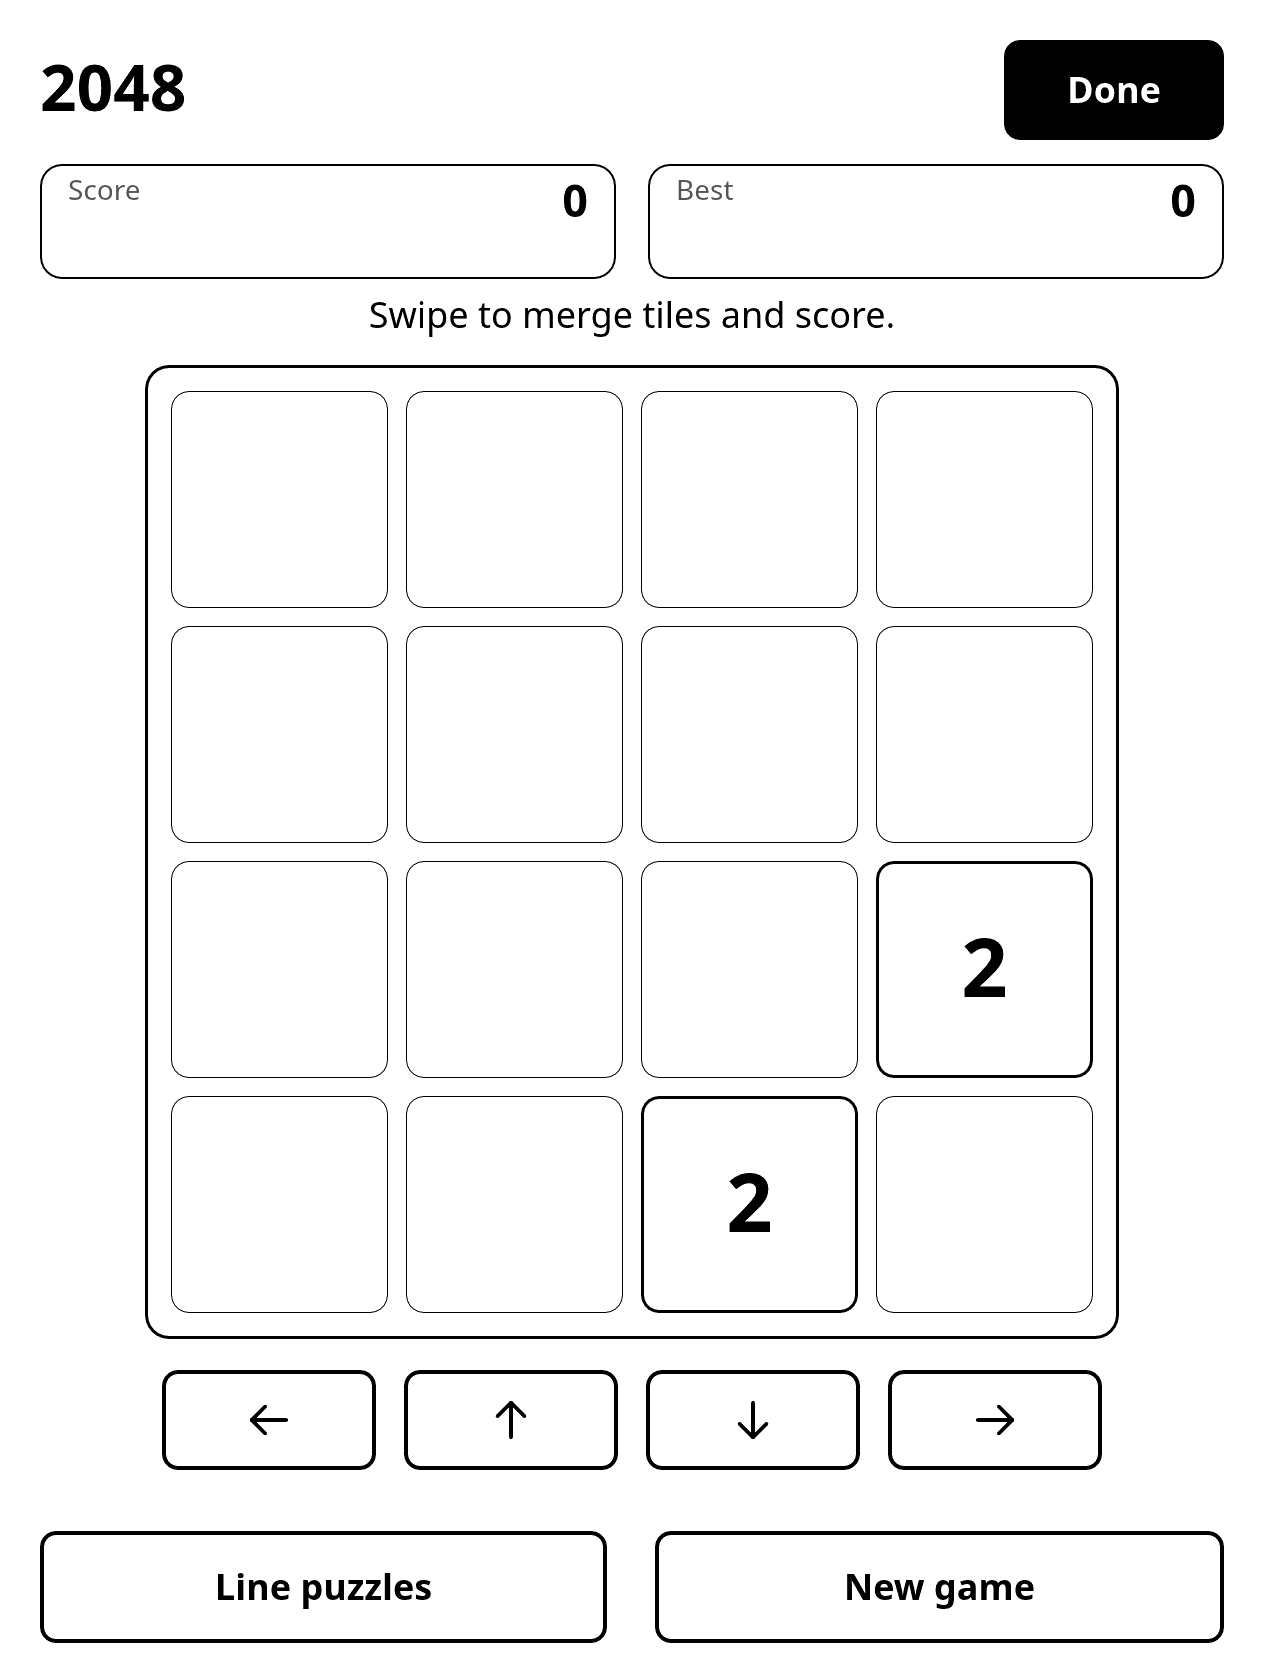 2048
Done
Score
0
Best
0
Swipe to merge tiles and score.
2
2
←
↑
↓
→
Line puzzles
New game